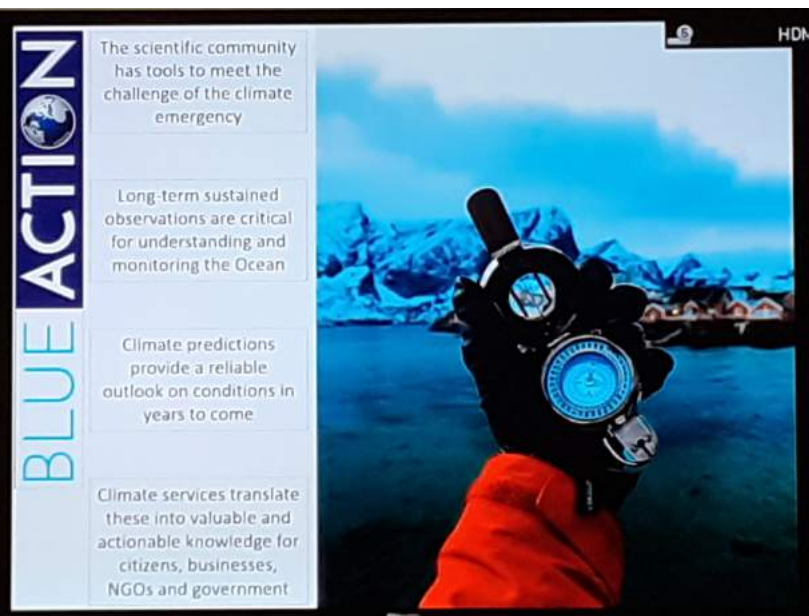 BLUE ACTION
The scientific community
has tools to meet the
challenge of the climate
emergency
Long-term sustained
observations are critical
for understanding and
monitoring the Ocean
Climate predictions
provide a reliable
outlook on conditions in
years to come
Climate services translate
these into valuable and
actionable knowledge for
citizens, businesses,
NGOs and government
5
HDM